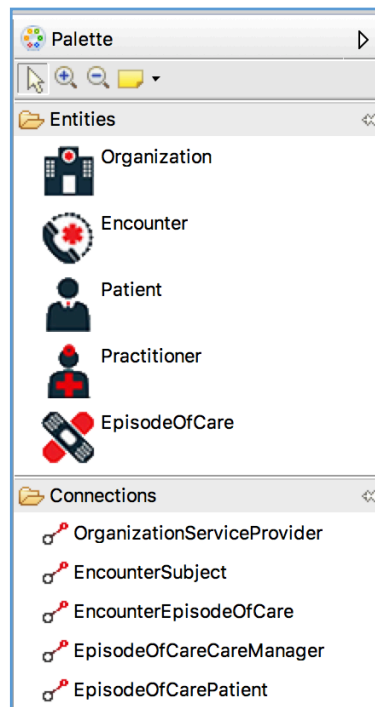 Palette
Entities
Organization
Encounter
Patient
Practitioner
EpisodeOfCare
Connections
OrganizationServiceProvider
EncounterSubject
EncounterEpisodeOfCare
EpisodeOfCareCareManager
EpisodeOfCarePatient